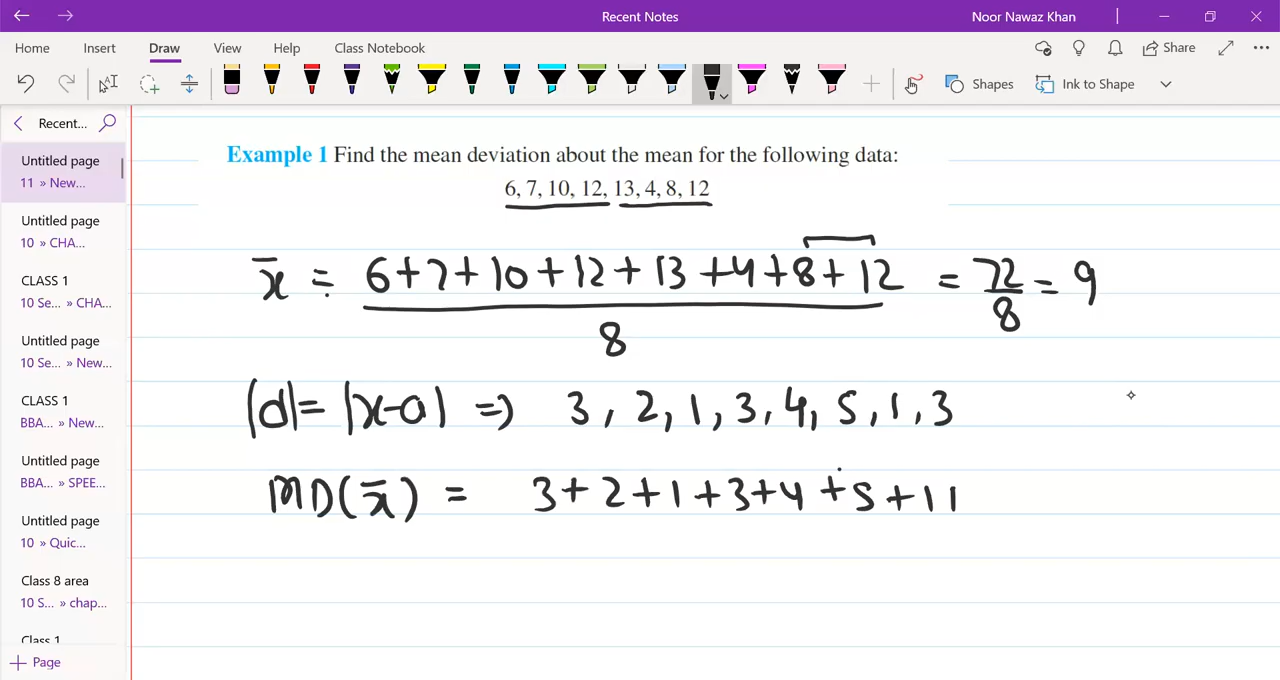 Recent Notes
Noor Nawaz Khan
Home Insert Draw View Help Class Notebook Share
Shapes Ink to Shape
Recent...
Untitled page
11 » New...
Untitled page
10 » CHA...
CLASS 1
10 Se... » CHA...
Untitled page
10 Se... » New...
CLASS 1
BBA... » New...
Untitled page
BBA... » SPEE...
Untitled page
10 » Quic...
Class 8 area
10 S... » chap...
Class 1
+ Page
Example 1 Find the mean deviation about the mean for the following data:
6, 7, 10, 12, 13, 4, 8, 12
x̄ = 6+7+10+12+13+4+8+12 = 72/8 = 9
8
|d| = |x-a| => 3, 2, 1, 3, 4, 5, 1, 3
MD(x̄) = 3+2+1+3+4+5+11